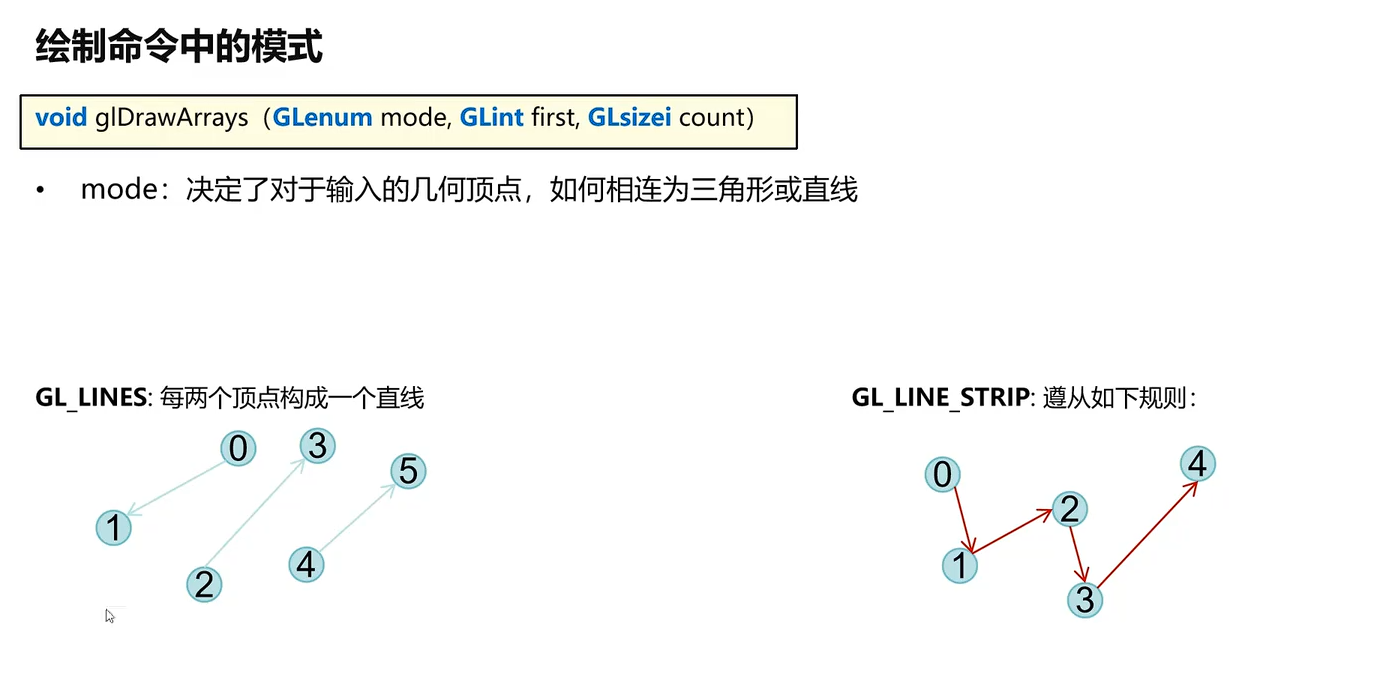 绘制命令中的模式
void glDrawArrays（GLenum mode, GLint first, GLsizei count）
• mode：决定了对于输入的几何顶点，如何相连为三角形或直线
GL_LINES: 每两个顶点构成一个直线
0
3
5
1
2
4
GL_LINE_STRIP: 遵从如下规则：
0
4
2
1
3